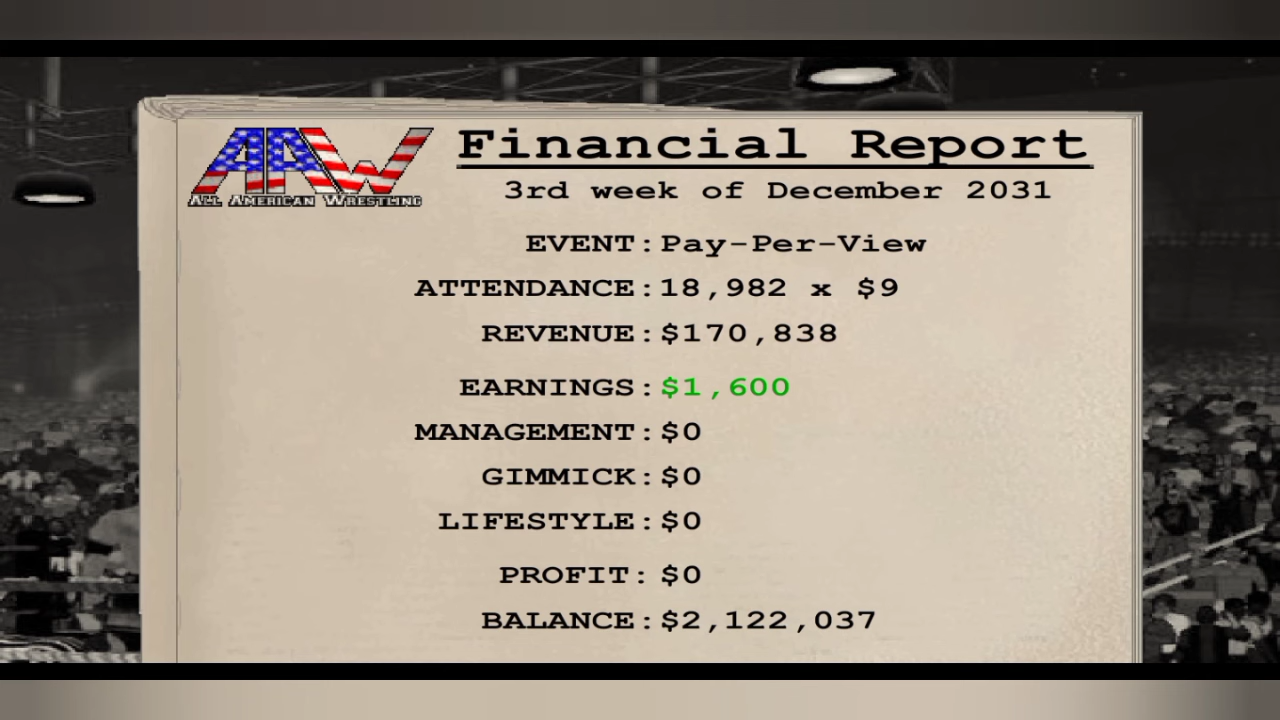 AAW
ALL AMERICAN WRESTLING
Financial Report
3rd week of December 2031
EVENT: Pay-Per-View
ATTENDANCE: 18,982 x $9
REVENUE: $170,838
EARNINGS: $1,600
MANAGEMENT: $0
GIMMICK: $0
LIFESTYLE: $0
PROFIT: $0
BALANCE: $2,122,037